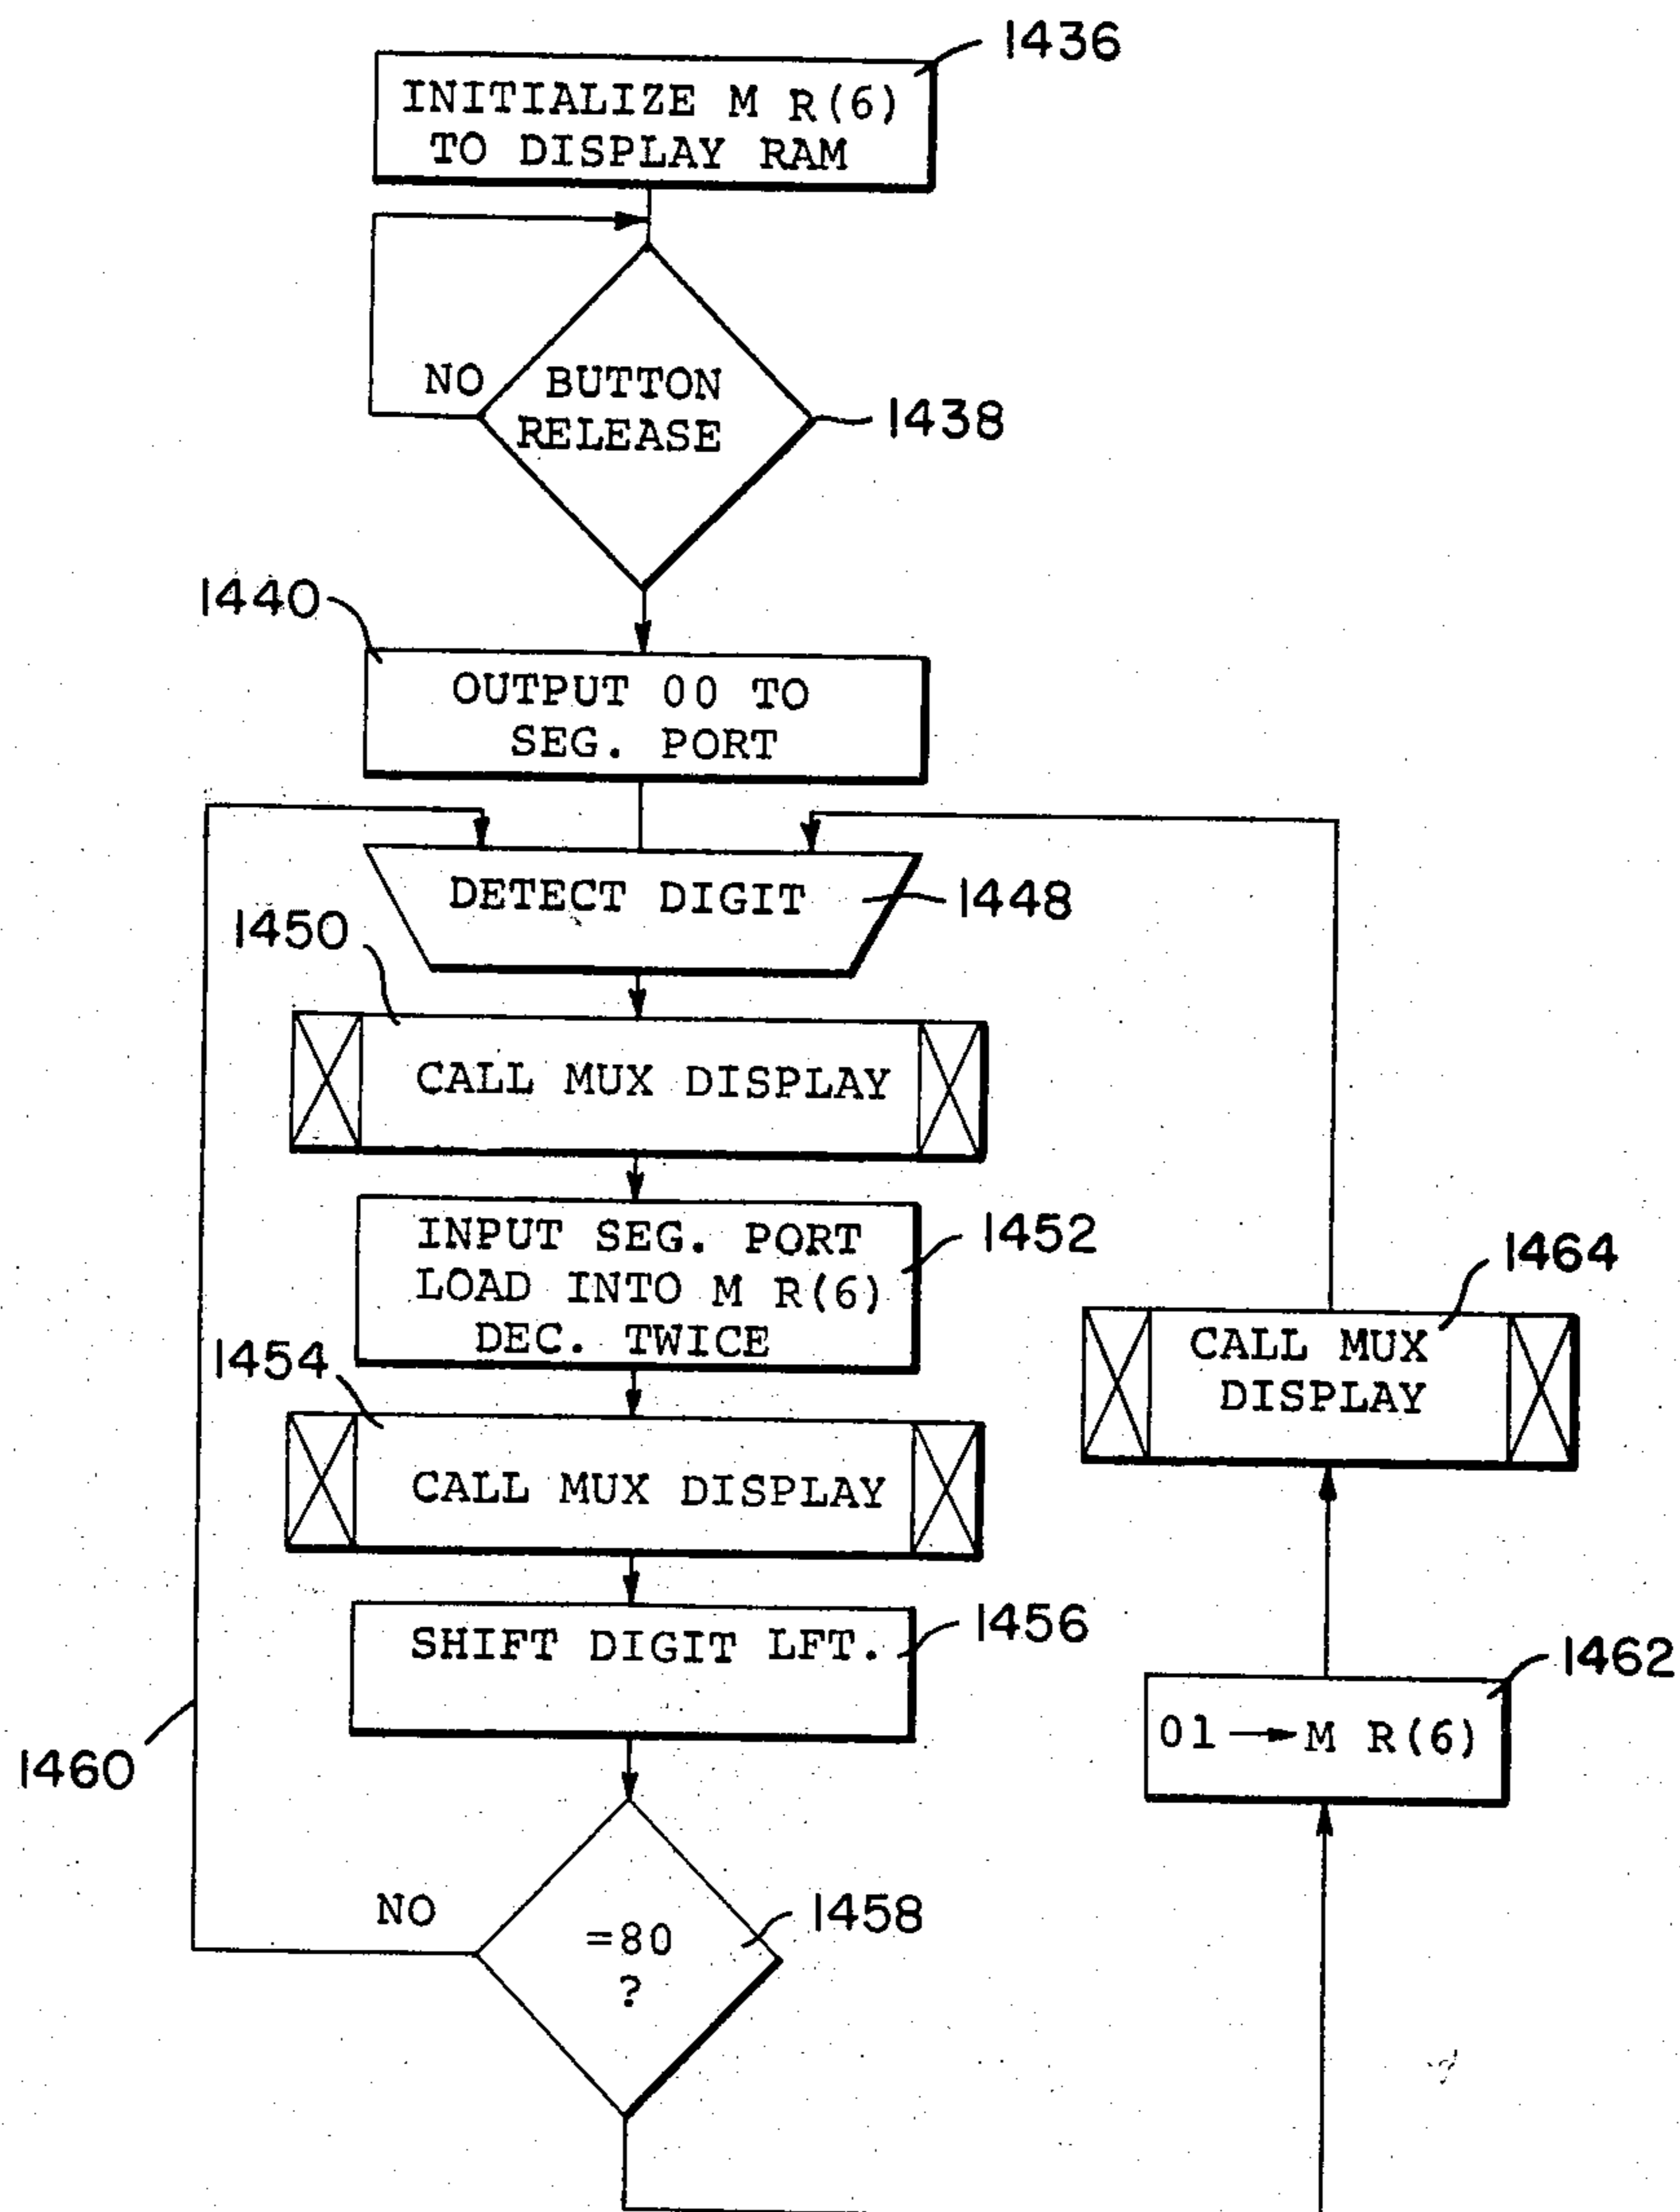 1436
INITIALIZE M R(6)
TO DISPLAY RAM
NO
BUTTON
RELEASE
1438
1440
OUTPUT 00 TO
SEG. PORT
DETECT DIGIT
1448
1450
CALL MUX DISPLAY
INPUT SEG. PORT
LOAD INTO M R(6)
DEC. TWICE
1452
1454
CALL MUX DISPLAY
1464
CALL MUX
DISPLAY
SHIFT DIGIT LFT.
1456
1462
01→M R(6)
1460
NO
=80
?
1458